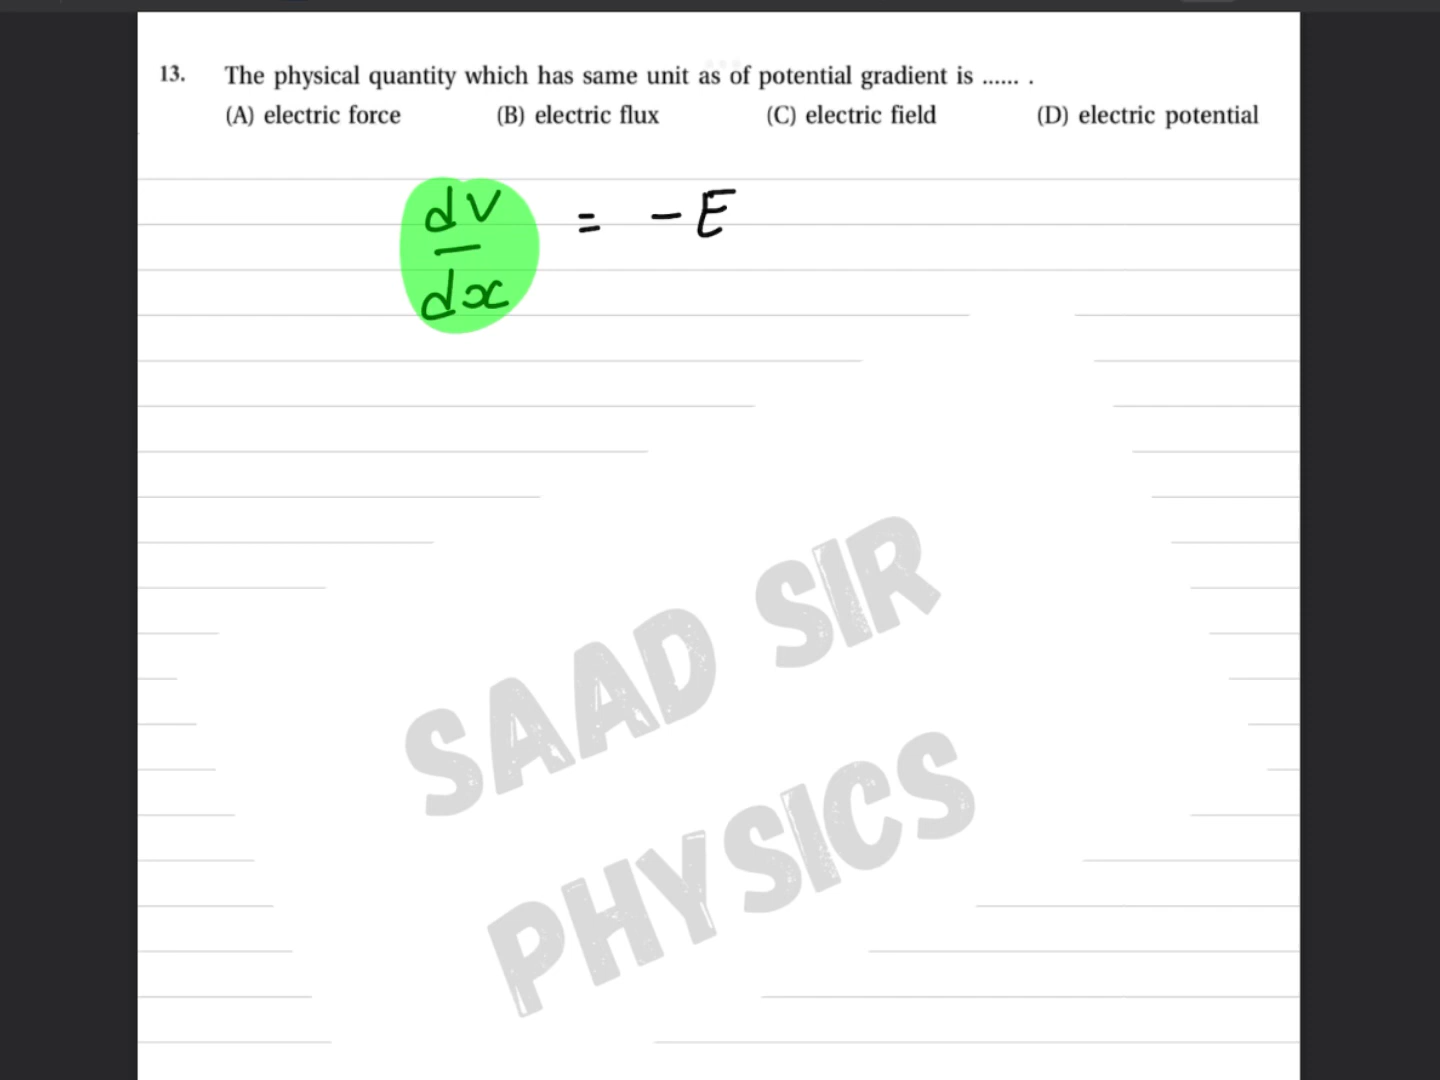 13. The physical quantity which has same unit as of potential gradient is ...... .
(A) electric force (B) electric flux (C) electric field (D) electric potential
dV/dx = -E
SAAD SIR
PHYSICS